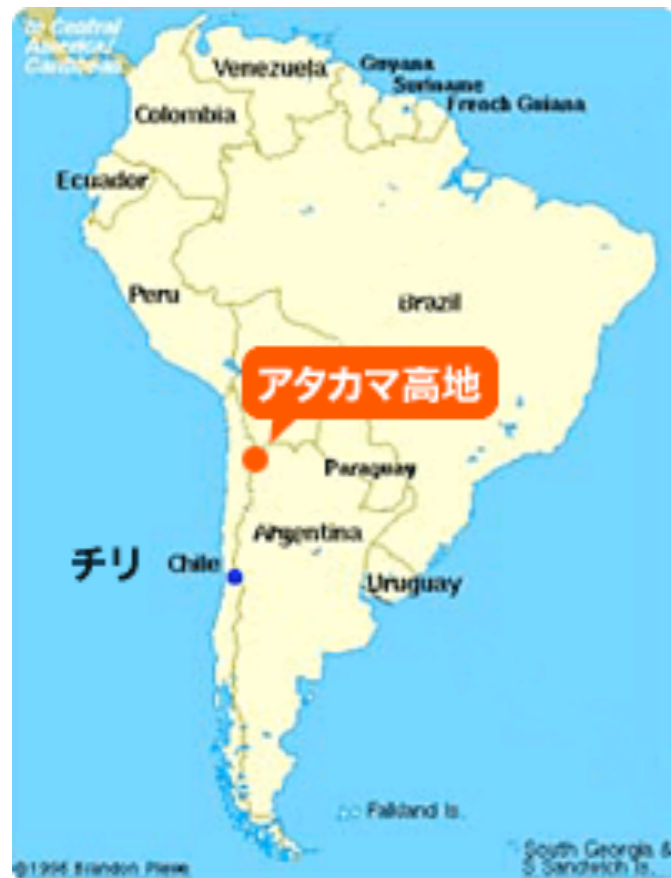 to Central
America/
Caribbean
Venezuela
Guyana
Suriname
French Guiana
Colombia
Ecuador
Peru
Brazil
アタカマ高地
Paraguay
Argentina
チリ
Chile
Uruguay
Falkland Is.
South Georgia &
S Sandwich Is.
©1996 Brandon Plewe